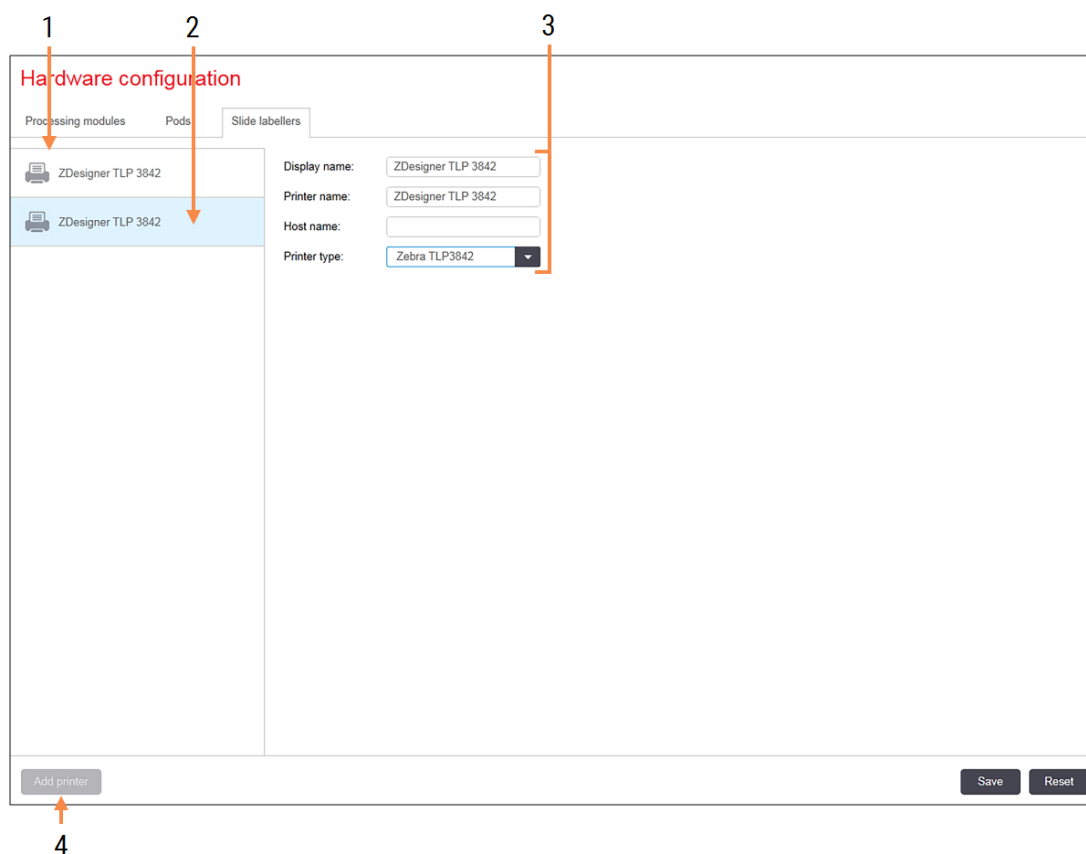 1 2 3
Hardware configuration
Processing modules Pods Slide labellers
ZDesigner TLP 3842
ZDesigner TLP 3842
Display name: ZDesigner TLP 3842
Printer name: ZDesigner TLP 3842
Host name:
Printer type: Zebra TLP3842
Add printer Save Reset
4